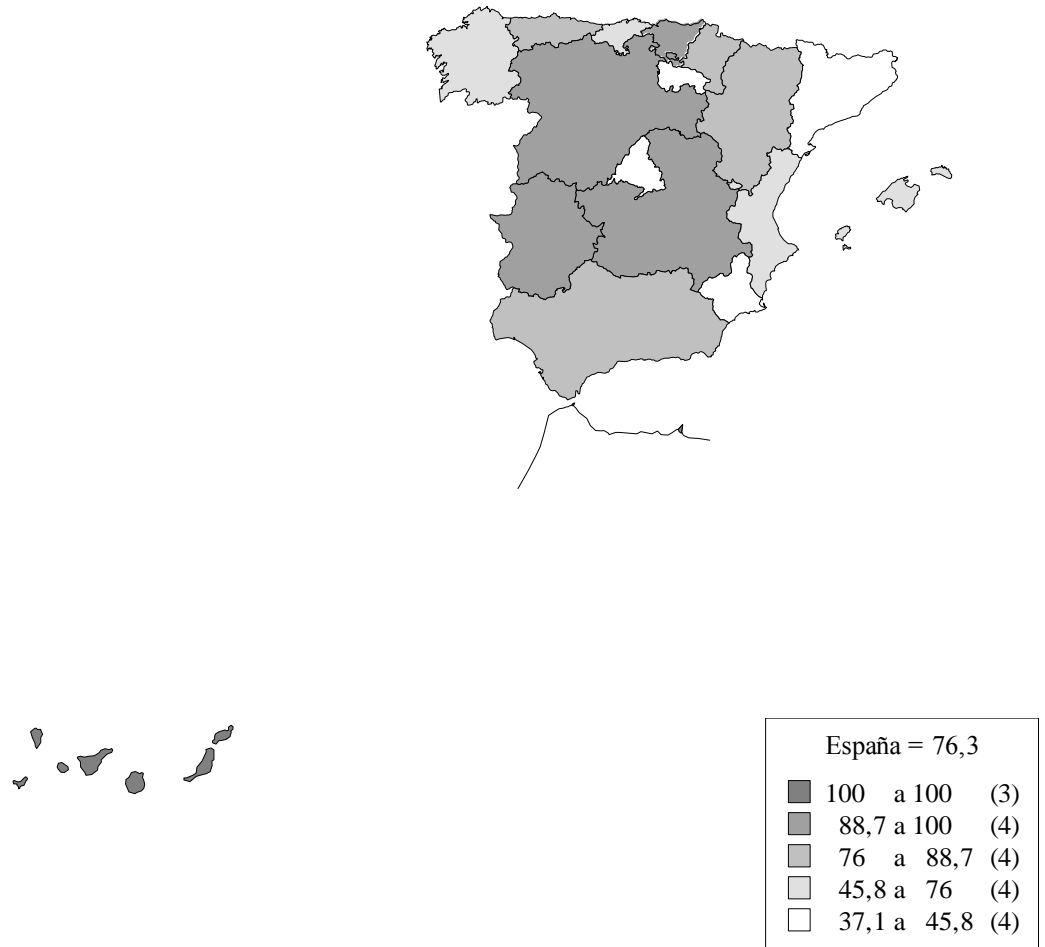 España = 76,3
100 a 100 (3)
88,7 a 100 (4)
76 a 88,7 (4)
45,8 a 76 (4)
37,1 a 45,8 (4)